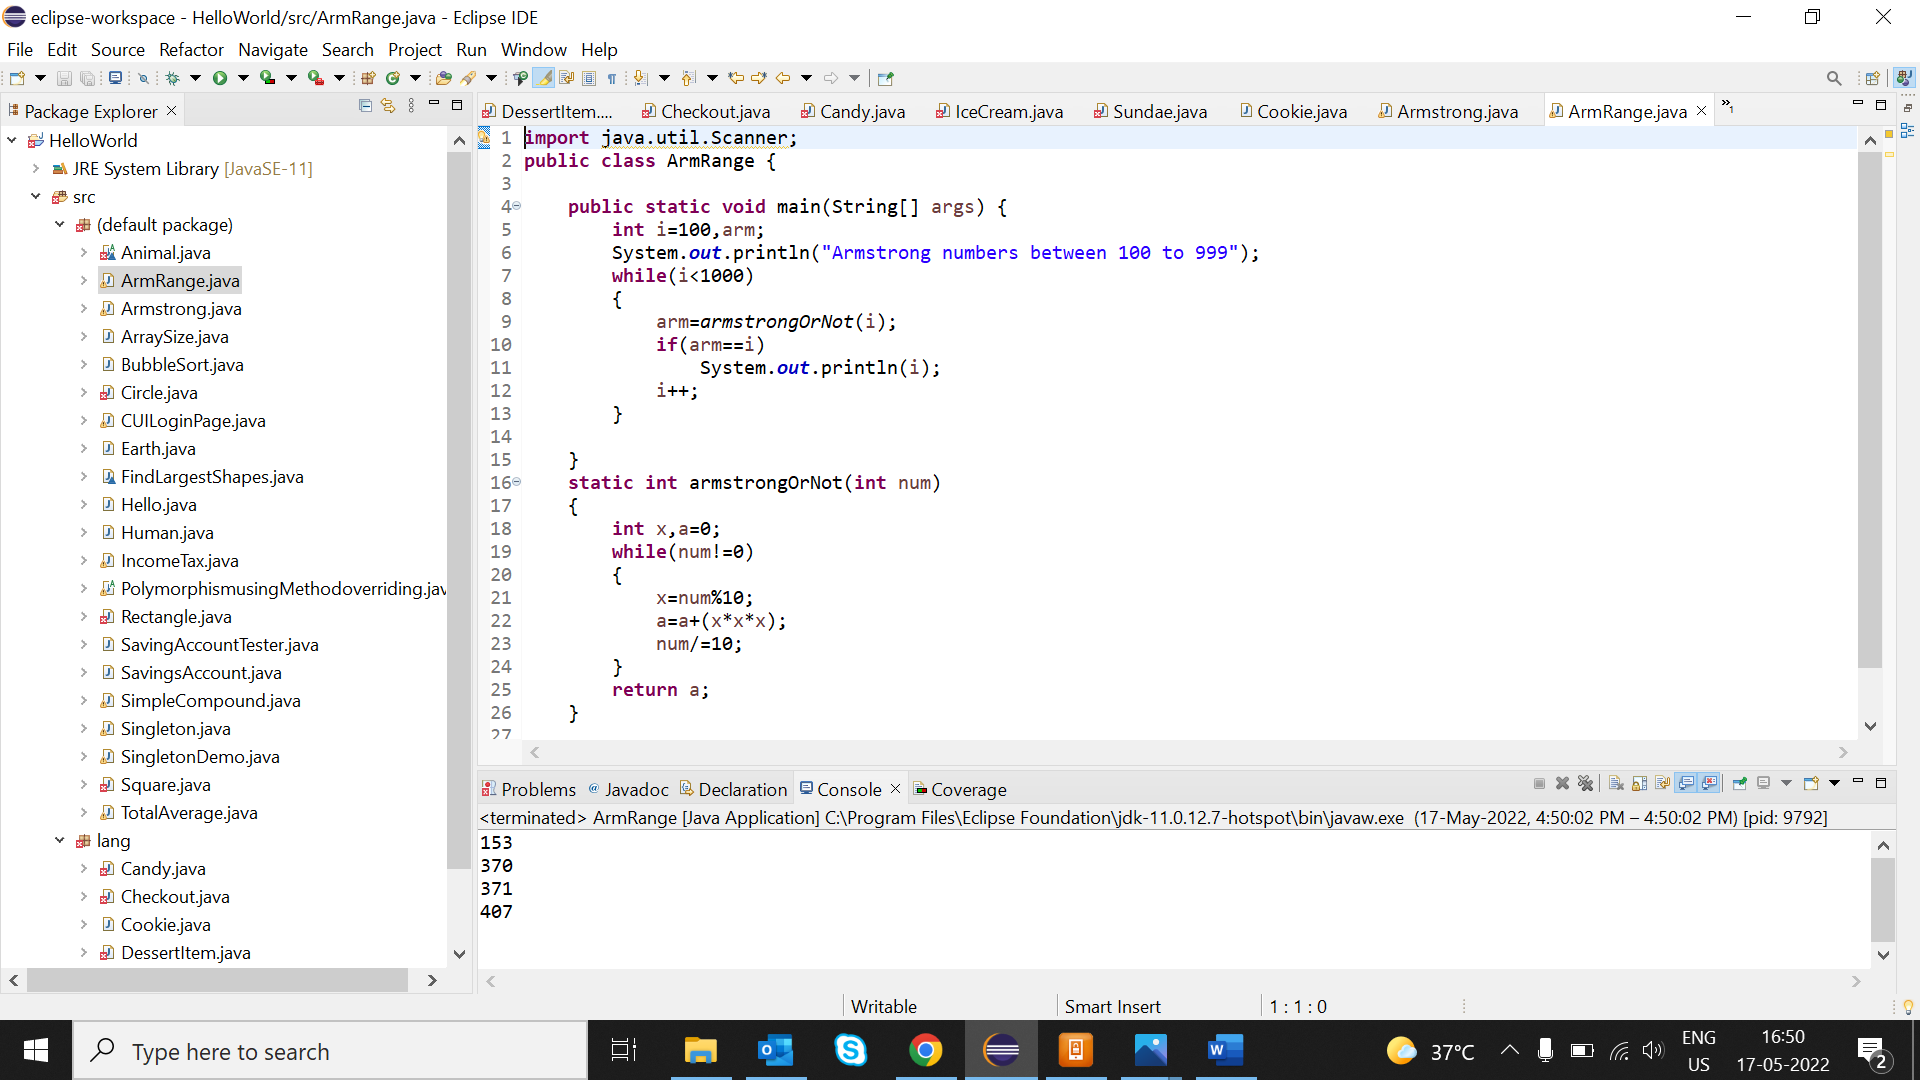 eclipse-workspace - HelloWorld/src/ArmRange.java - Eclipse IDE
File Edit Source Refactor Navigate Search Project Run Window Help
Package Explorer
HelloWorld
JRE System Library [JavaSE-11]
src
(default package)
Animal.java
ArmRange.java
Armstrong.java
ArraySize.java
BubbleSort.java
Circle.java
CUILoginPage.java
Earth.java
FindLargestShapes.java
Hello.java
Human.java
IncomeTax.java
PolymorphismusingMethodoverriding.jav
Rectangle.java
SavingAccountTester.java
SavingsAccount.java
SimpleCompound.java
Singleton.java
SingletonDemo.java
Square.java
TotalAverage.java
lang
Candy.java
Checkout.java
Cookie.java
DessertItem.java
DessertItem.... Checkout.java Candy.java IceCream.java Sundae.java Cookie.java Armstrong.java ArmRange.java »1
1 import java.util.Scanner;
2 public class ArmRange {
3
4 public static void main(String[] args) {
5 int i=100,arm;
6 System.out.println("Armstrong numbers between 100 to 999");
7 while(i<1000)
8 {
9 arm=armstrongOrNot(i);
10 if(arm==i)
11 System.out.println(i);
12 i++;
13 }
14
15 }
16 static int armstrongOrNot(int num)
17 {
18 int x,a=0;
19 while(num!=0)
20 {
21 x=num%10;
22 a=a+(x*x*x);
23 num/=10;
24 }
25 return a;
26 }
27
Problems @ Javadoc Declaration Console Coverage
<terminated> ArmRange [Java Application] C:\Program Files\Eclipse Foundation\jdk-11.0.12.7-hotspot\bin\javaw.exe (17-May-2022, 4:50:02 PM – 4:50:02 PM) [pid: 9792]
153
370
371
407
Writable Smart Insert 1 : 1 : 0
Type here to search
37°C
ENG
US
16:50
17-05-2022
2